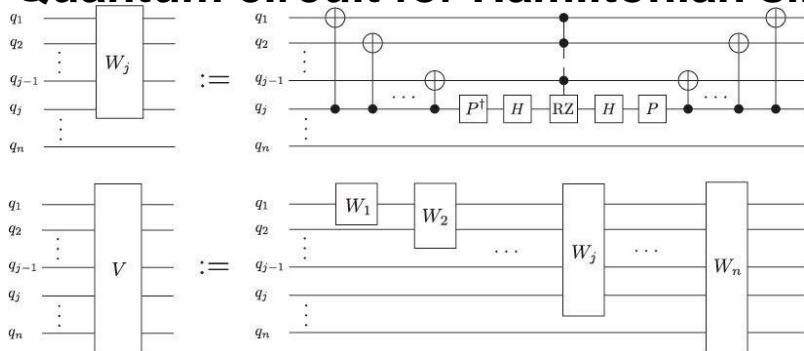 Quantum circuit for Hamiltonian
q₁
q₂
⋮
qⱼ₋₁
qⱼ
⋮
qₙ
Wⱼ
:=
q₁
q₂
⋮
qⱼ₋₁
qⱼ
⋮
qₙ
⋯ P† H RZ H P ⋯
q₁
q₂
⋮
qⱼ₋₁
qⱼ
⋮
qₙ
V
:=
q₁
q₂
⋮
qⱼ₋₁
qⱼ
⋮
qₙ
W₁ W₂ ⋯ Wⱼ ⋯ Wₙ